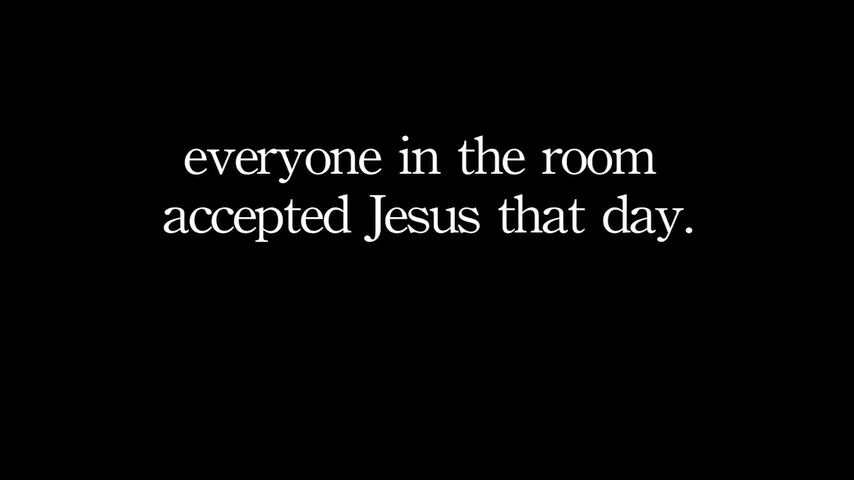 everyone in the room
accepted Jesus that day.